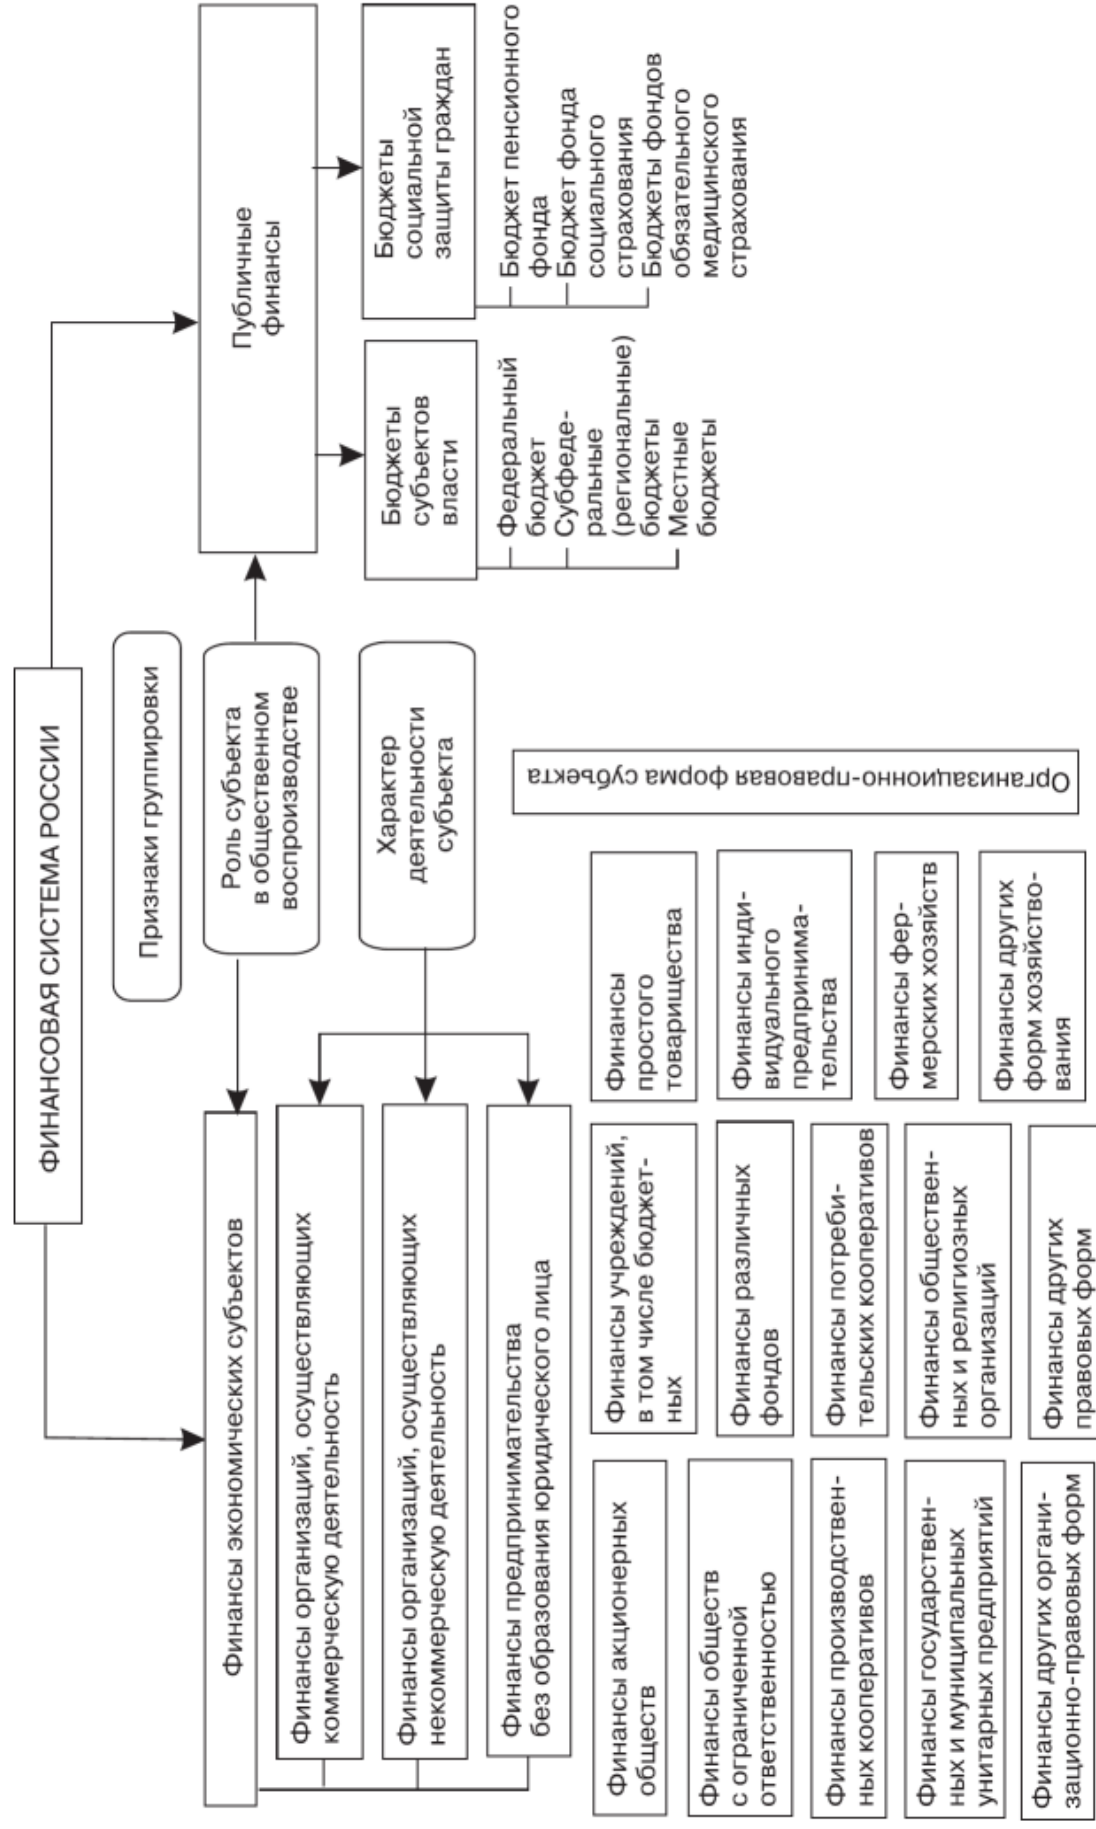 ФИНАНСОВАЯ СИСТЕМА РОССИИ
Признаки группировки
Финансы экономических субъектов
Роль субъекта
в общественном
воспроизводстве
Публичные
финансы
Финансы организаций, осуществляющих
коммерческую деятельность
Финансы организаций, осуществляющих
некоммерческую деятельность
Финансы предпринимательства
без образования юридического лица
Характер
деятельности
субъекта
Бюджеты
субъектов
власти
Федеральный
бюджет
Субфеде-
ральные
(региональные)
бюджеты
Местные
бюджеты
Бюджеты
социальной
защиты граждан
Бюджет пенсионного
фонда
Бюджет фонда
социального
страхования
Бюджеты фондов
обязательного
медицинского
страхования
Финансы акционерных
обществ
Финансы обществ
с ограниченной
ответственностью
Финансы производствен-
ных кооперативов
Финансы государствен-
ных и муниципальных
унитарных предприятий
Финансы других органи-
зационно-правовых форм
Финансы учреждений,
в том числе бюджет-
ных
Финансы различных
фондов
Финансы потреби-
тельских кооперативов
Финансы обществен-
ных и религиозных
организаций
Финансы других
правовых форм
Финансы
простого
товарищества
Финансы инди-
видуального
предпринима-
тельства
Финансы фер-
мерских хозяйств
Финансы других
форм хозяйство-
вания
Организационно-правовая форма субъекта